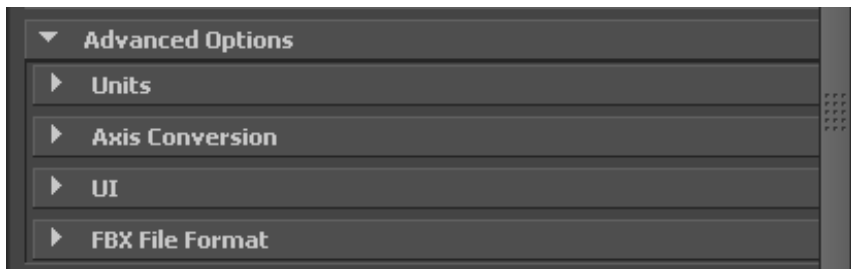 Advanced Options
Units
Axis Conversion
UI
FBX File Format